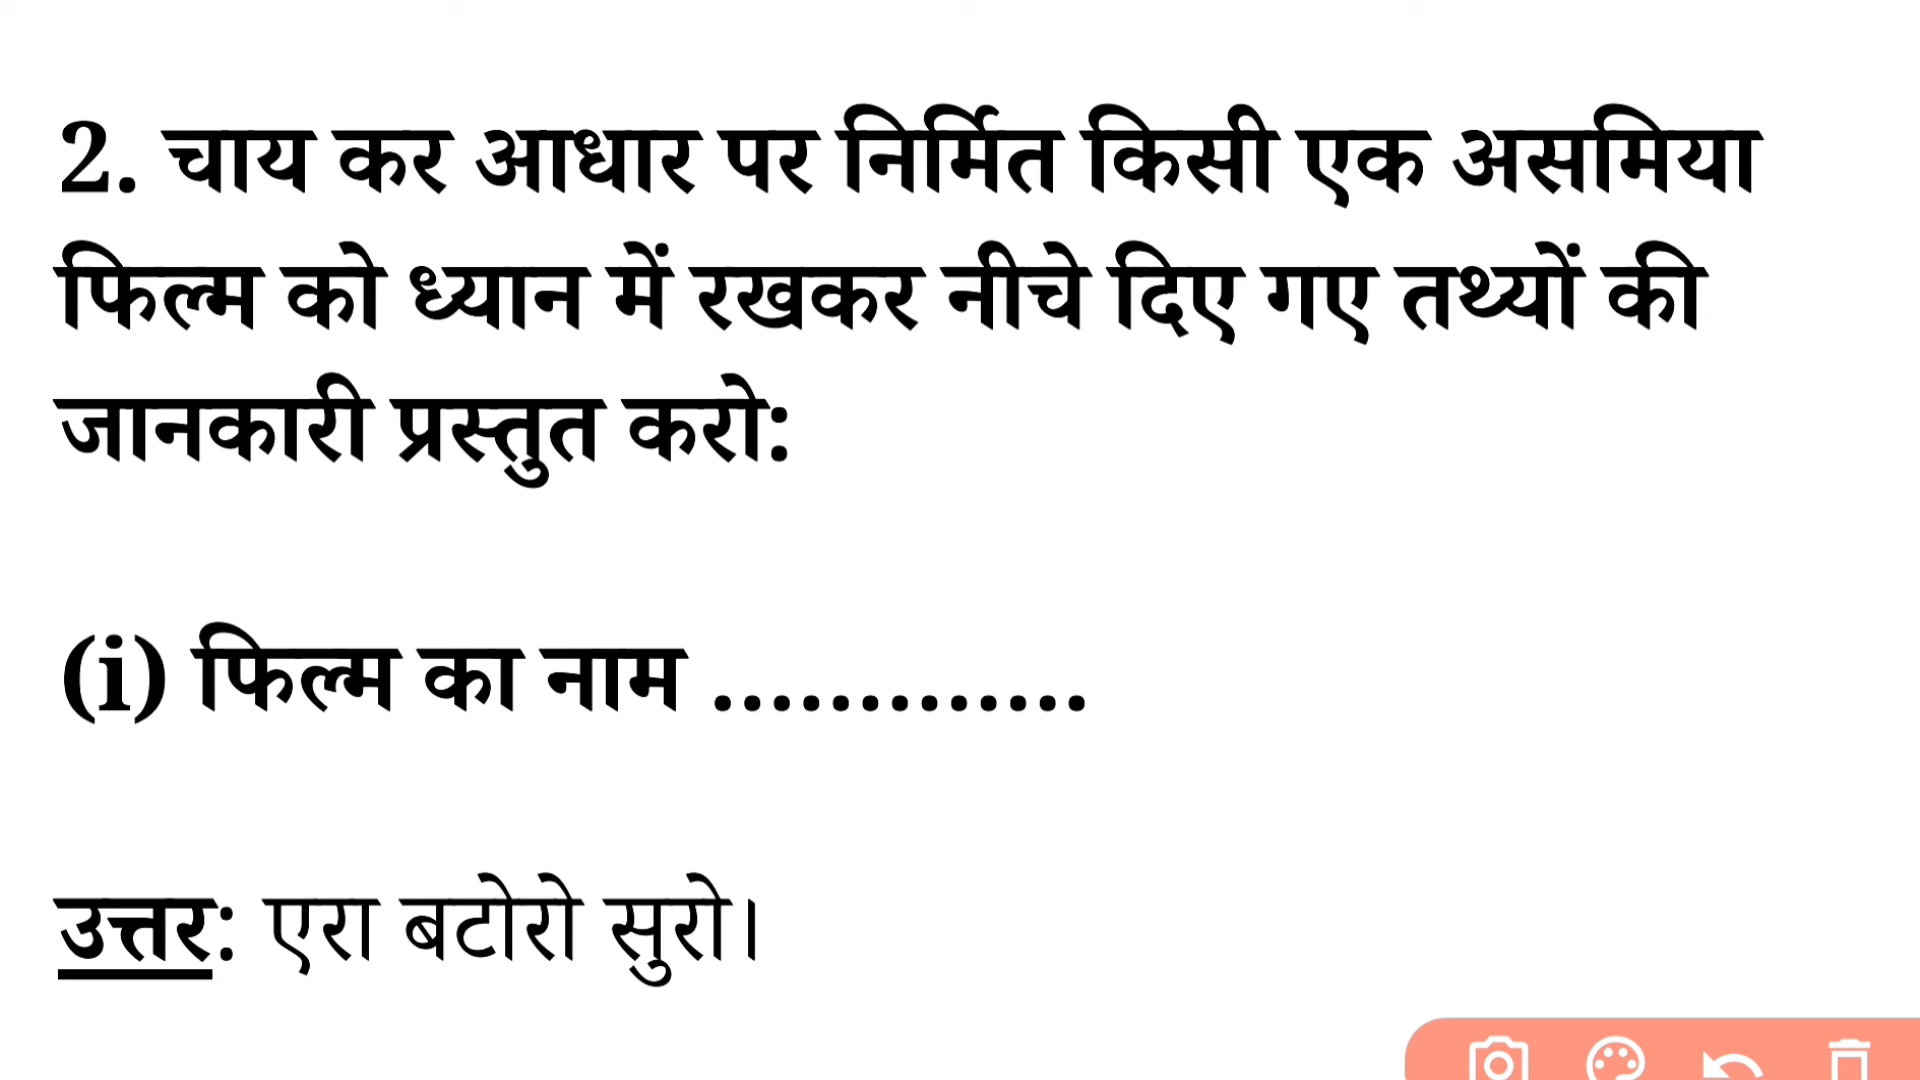 2. चाय कर आधार पर निर्मित किसी एक असमिया
फिल्म को ध्यान में रखकर नीचे दिए गए तथ्यों की
जानकारी प्रस्तुत करो:
(i) फिल्म का नाम .............
उत्तर: एरा बटोरो सुरो।